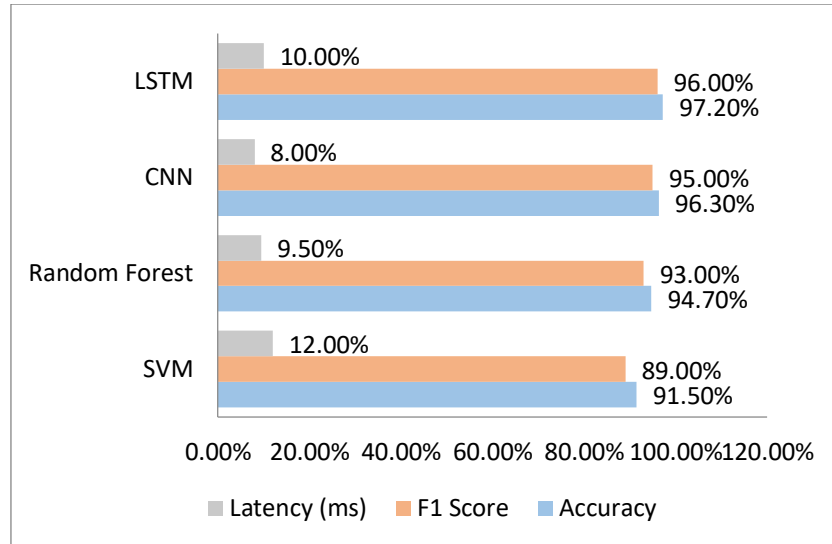 10.00%
LSTM
96.00%
97.20%
8.00%
CNN
95.00%
96.30%
9.50%
Random Forest
93.00%
94.70%
12.00%
SVM
89.00%
91.50%
0.00% 20.00% 40.00% 60.00% 80.00% 100.00% 120.00%
Latency (ms) F1 Score Accuracy